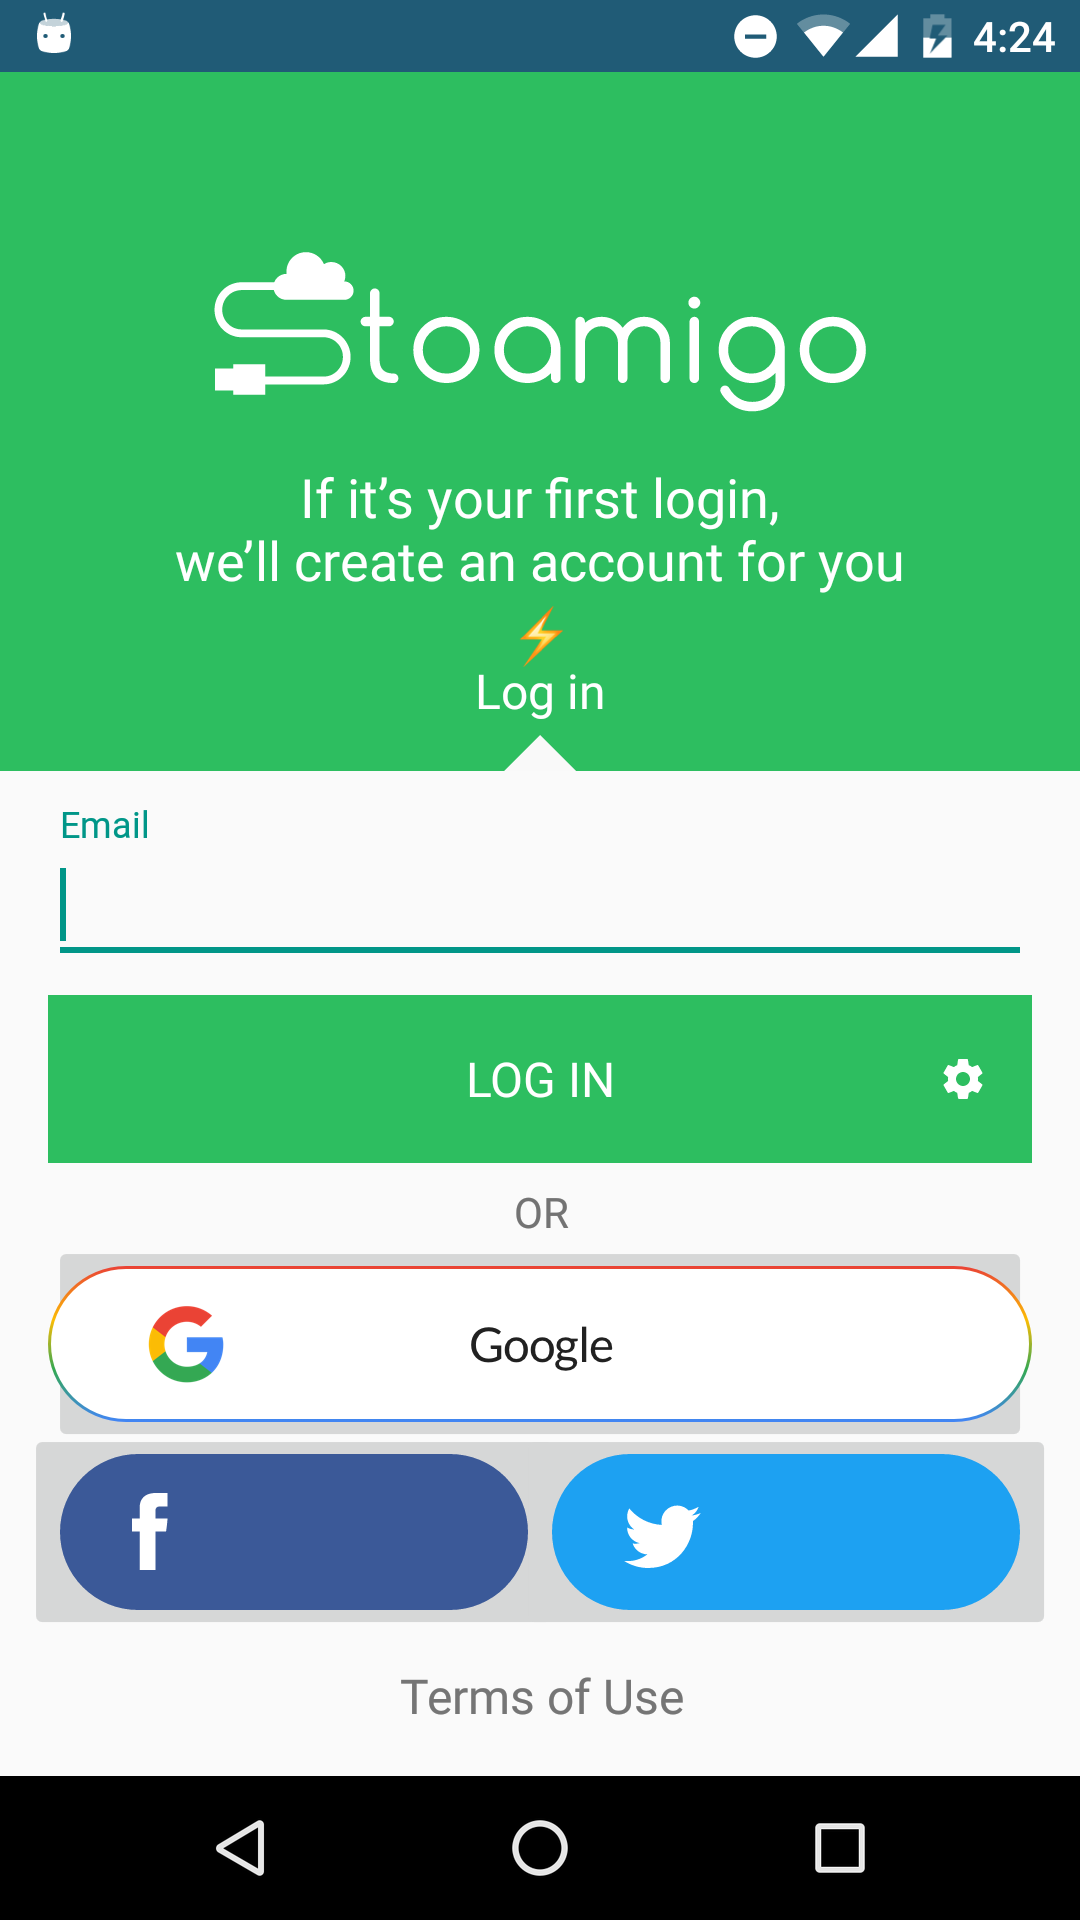 4:24
Stoamigo
If it’s your first login,
we’ll create an account for you
⚡
Log in
Email
LOG IN
OR
Google
Terms of Use